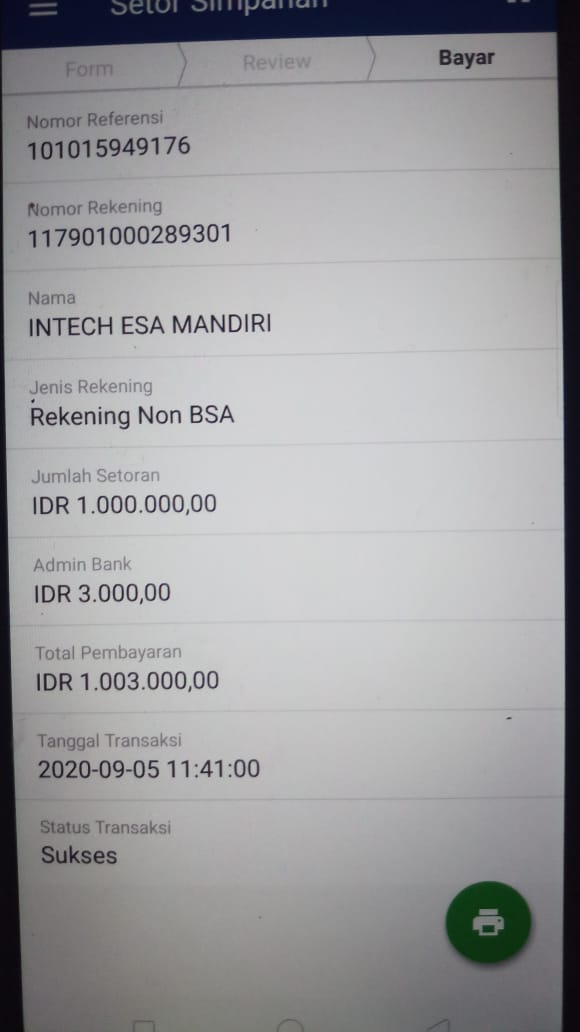 Setor Simpanan
Form
Review
Bayar
Nomor Referensi
101015949176
Nomor Rekening
117901000289301
Nama
INTECH ESA MANDIRI
Jenis Rekening
Rekening Non BSA
Jumlah Setoran
IDR 1.000.000,00
Admin Bank
IDR 3.000,00
Total Pembayaran
IDR 1.003.000,00
Tanggal Transaksi
2020-09-05 11:41:00
Status Transaksi
Sukses